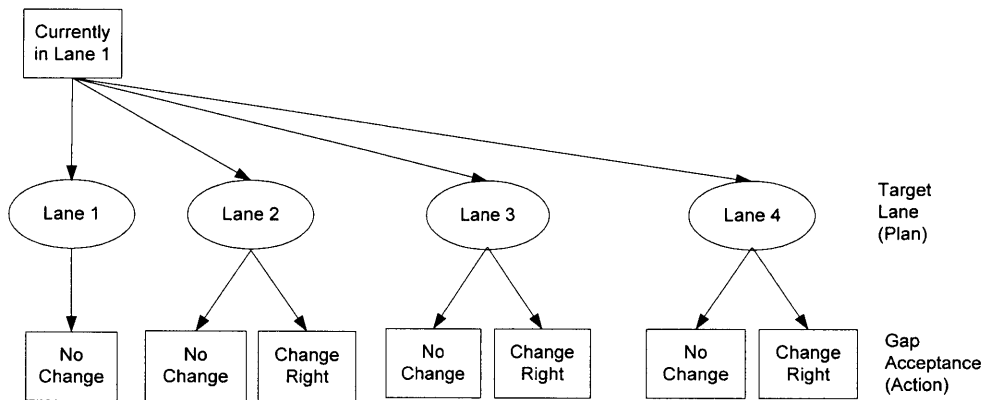 Currently
in Lane 1
Lane 1
Lane 2
Lane 3
Lane 4
Target
Lane
(Plan)
No
Change
No
Change
Change
Right
No
Change
Change
Right
No
Change
Change
Right
Gap
Acceptance
(Action)